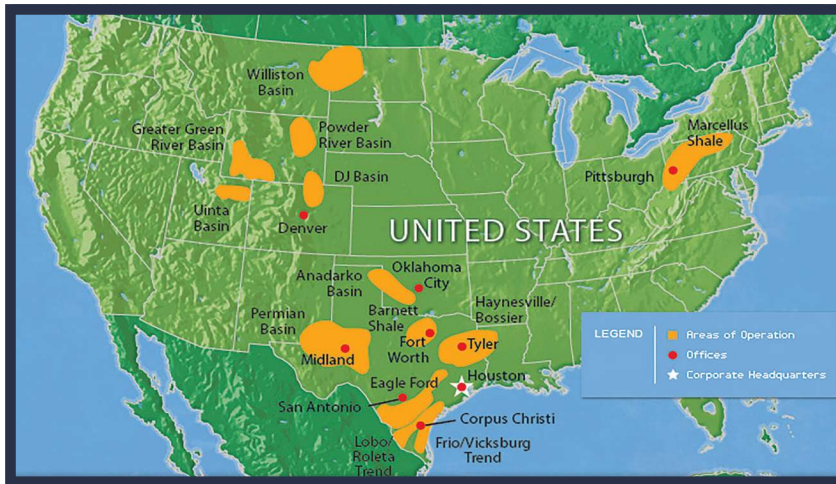 Williston
Basin
Greater Green
River Basin
Powder
River Basin
Marcellus
Shale
DJ Basin
Pittsburgh
Uinta
Basin
Denver
UNITED STATES
Anadarko
Basin
Oklahoma
City
Haynesville/
Bossier
Permian
Basin
Barnett
Shale
Fort
Worth
Tyler
Midland
Eagle Ford
Houston
San Antonio
Corpus Christi
Lobo/
Roleta
Trend
Frio/Vicksburg
Trend
LEGEND
Areas of Operation
Offices
Corporate Headquarters